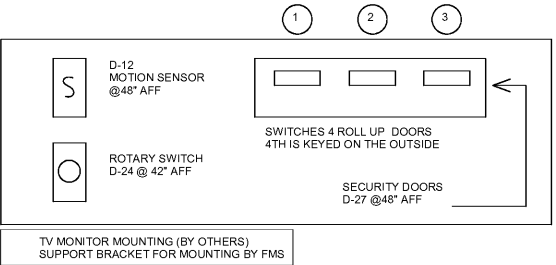 1 2 3
D-12
MOTION SENSOR
@48" AFF
S
SWITCHES 4 ROLL UP DOORS
4TH IS KEYED ON THE OUTSIDE
ROTARY SWITCH
D-24 @ 42" AFF
SECURITY DOORS
D-27 @48" AFF
TV MONITOR MOUNTING (BY OTHERS)
SUPPORT BRACKET FOR MOUNTING BY FMS